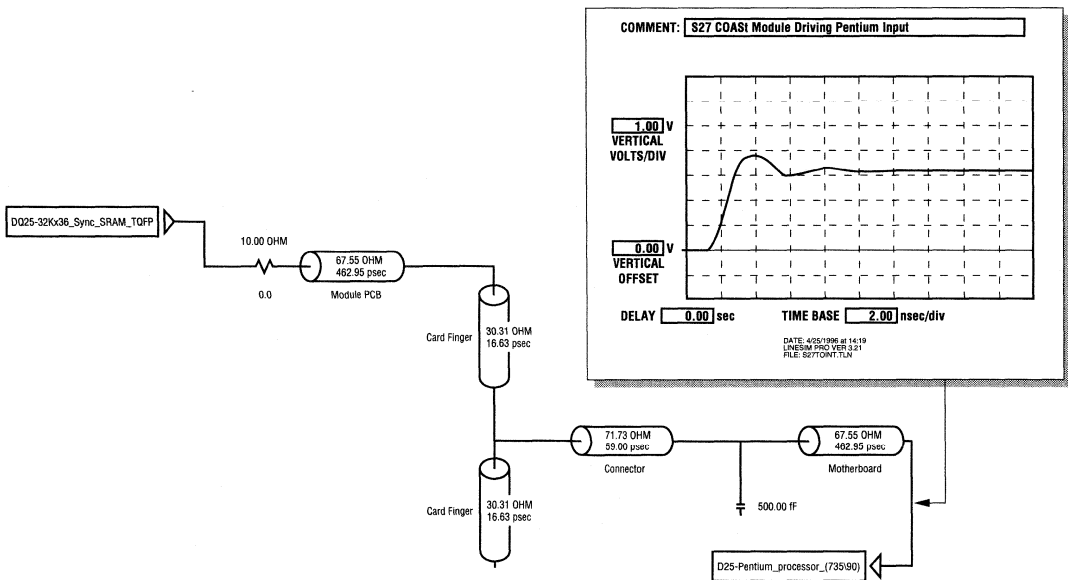 COMMENT: S27 COASt Module Driving Pentium Input
1.00 V
VERTICAL
VOLTS/DIV
0.00 V
VERTICAL
OFFSET
DELAY 0.00 sec TIME BASE 2.00 nsec/div
DATE: 4/25/1996 at 14:19
LINESIM PRO VER 3.21
FILE: S27TOINT.TLN
DQ25-32Kx36_Sync_SRAM_TQFP
10.00 OHM
0.0
67.55 OHM
462.95 psec
Module PCB
Card Finger
30.31 OHM
16.63 psec
71.73 OHM
59.00 psec
Connector
67.55 OHM
462.95 psec
Motherboard
Card Finger
30.31 OHM
16.63 psec
500.00 fF
D25-Pentium_processor_(735\90)